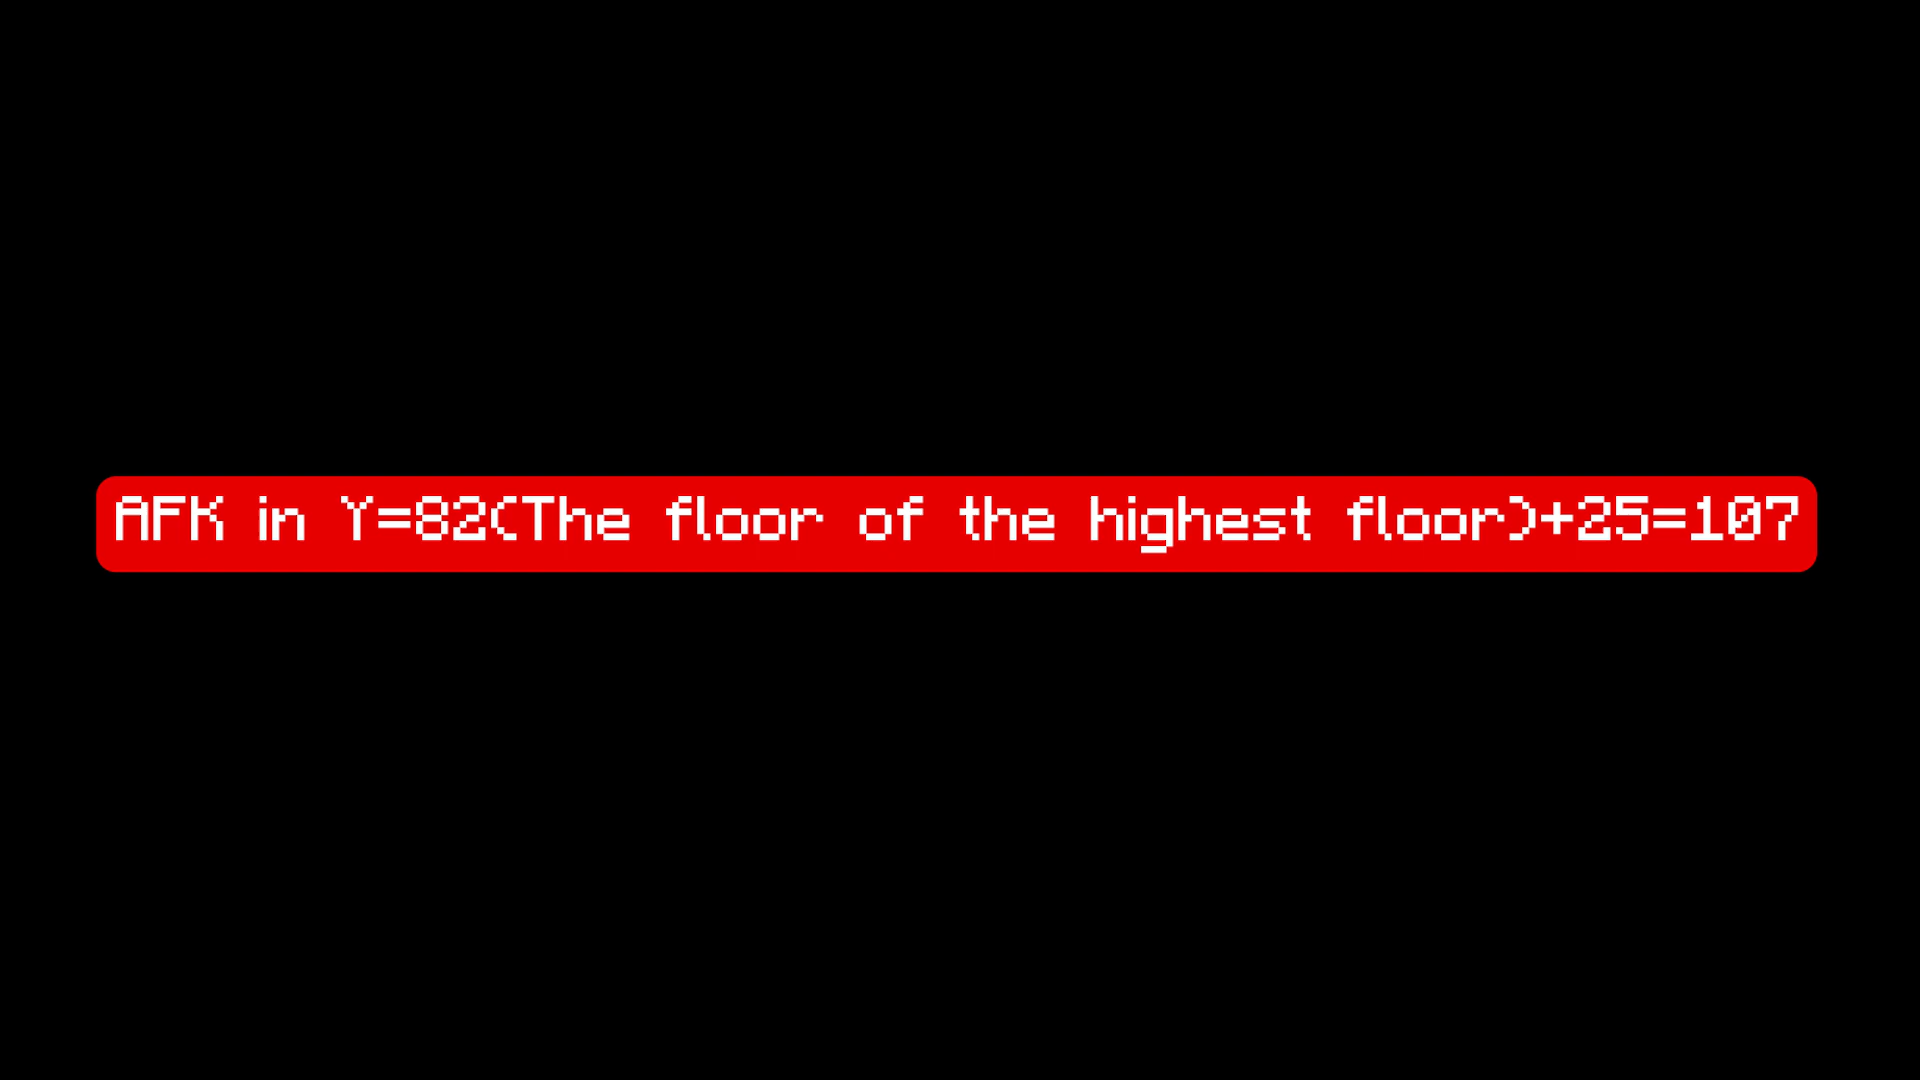 AFK in Y=82(The floor of the highest floor)+25=107